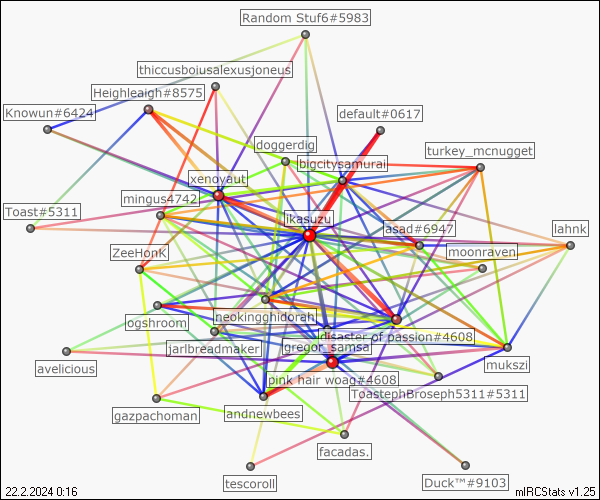 Random Stuf6#5983
thiccusboiusalexusjoneus
Heighleaigh#8575
Knowun#6424
default#0617
doggerdig
turkey_mcnugget
bigcitysamurai
xenoyaut
mingus4742
Toast#5311
ikasuzu
asad#6947
lahnk
ZeeHonK
moonraven
neokingghidorah
ogshroom
disaster of passion#4608
jarlbreadmaker
gregor_samsa
avelicious
mukszi
pink hair woag#4608
ToastephBroseph5311#5311
gazpachoman
andnewbees
facadas.
tescoroll
Duck™#9103
22.2.2024 0:16
mIRCStats v1.25